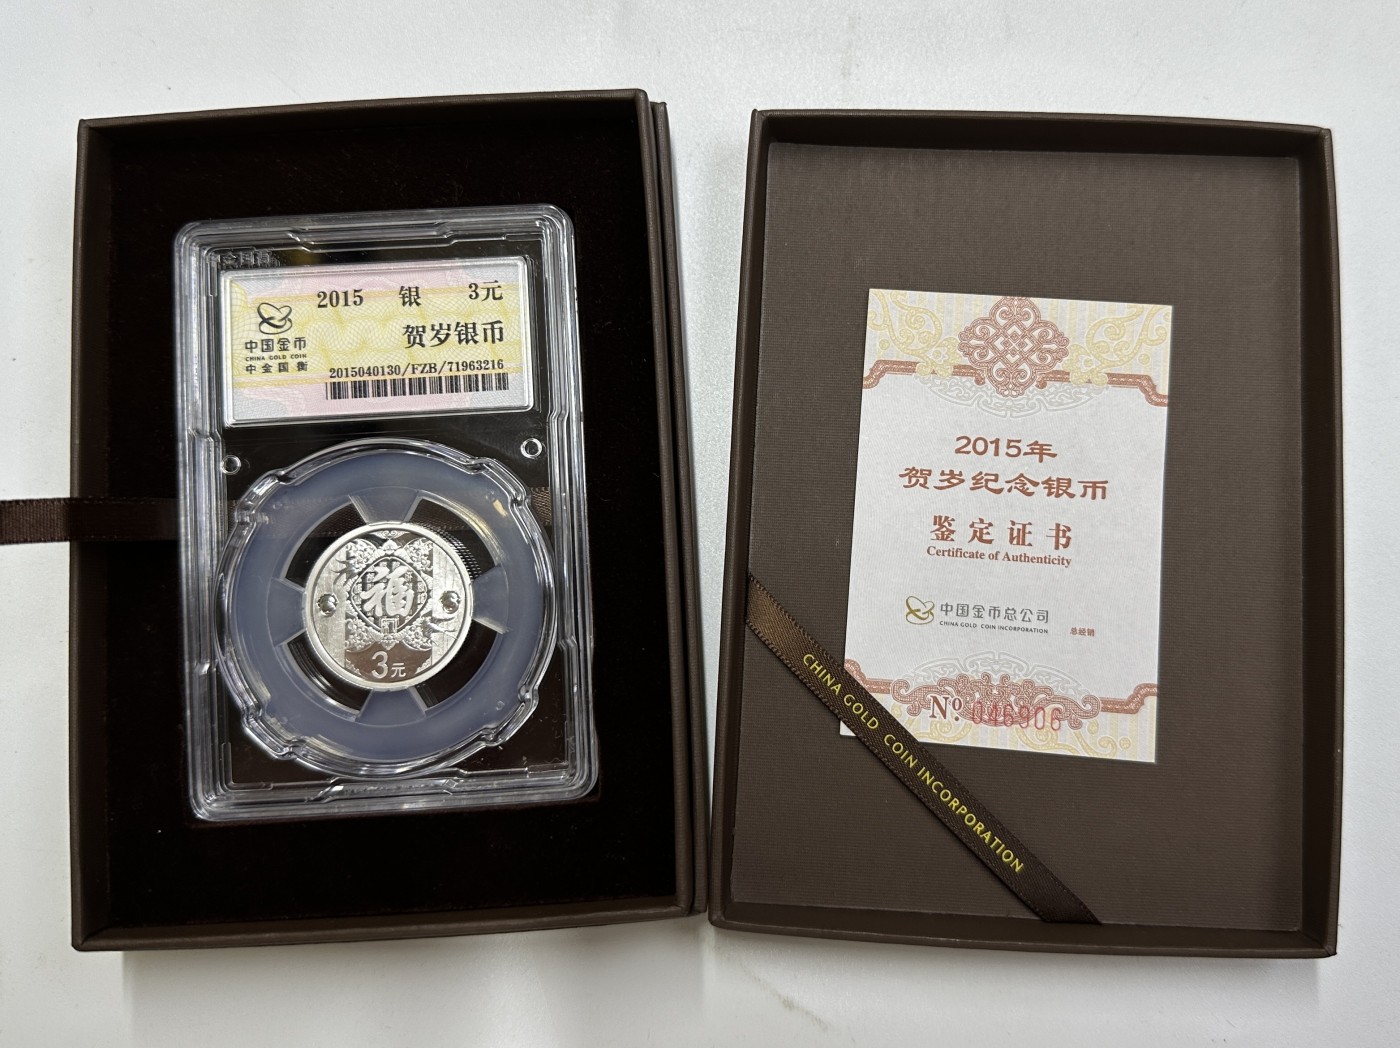 2015 银 3元
贺岁银币
中国金币
CHINA GOLD COIN
中金国衡
2015040130/FZB/71963216
福
3元
2015年
贺岁纪念银币
鉴定证书
Certificate of Authenticity
中国金币总公司
CHINA GOLD COIN INCORPORATION
总经销
№ 046906
CHINA GOLD COIN INCORPORATION